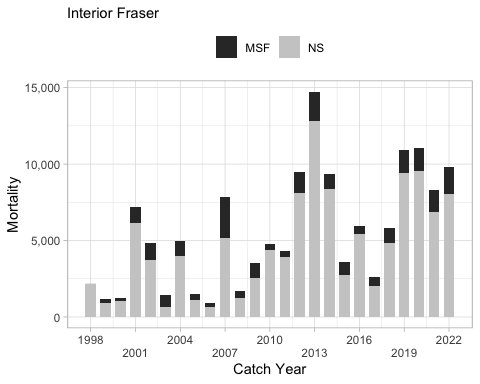 Interior Fraser
MSF NS
15,000
10,000
5,000
0
Mortality
1998 2004 2010 2016 2022
2001 2007 2013 2019
Catch Year